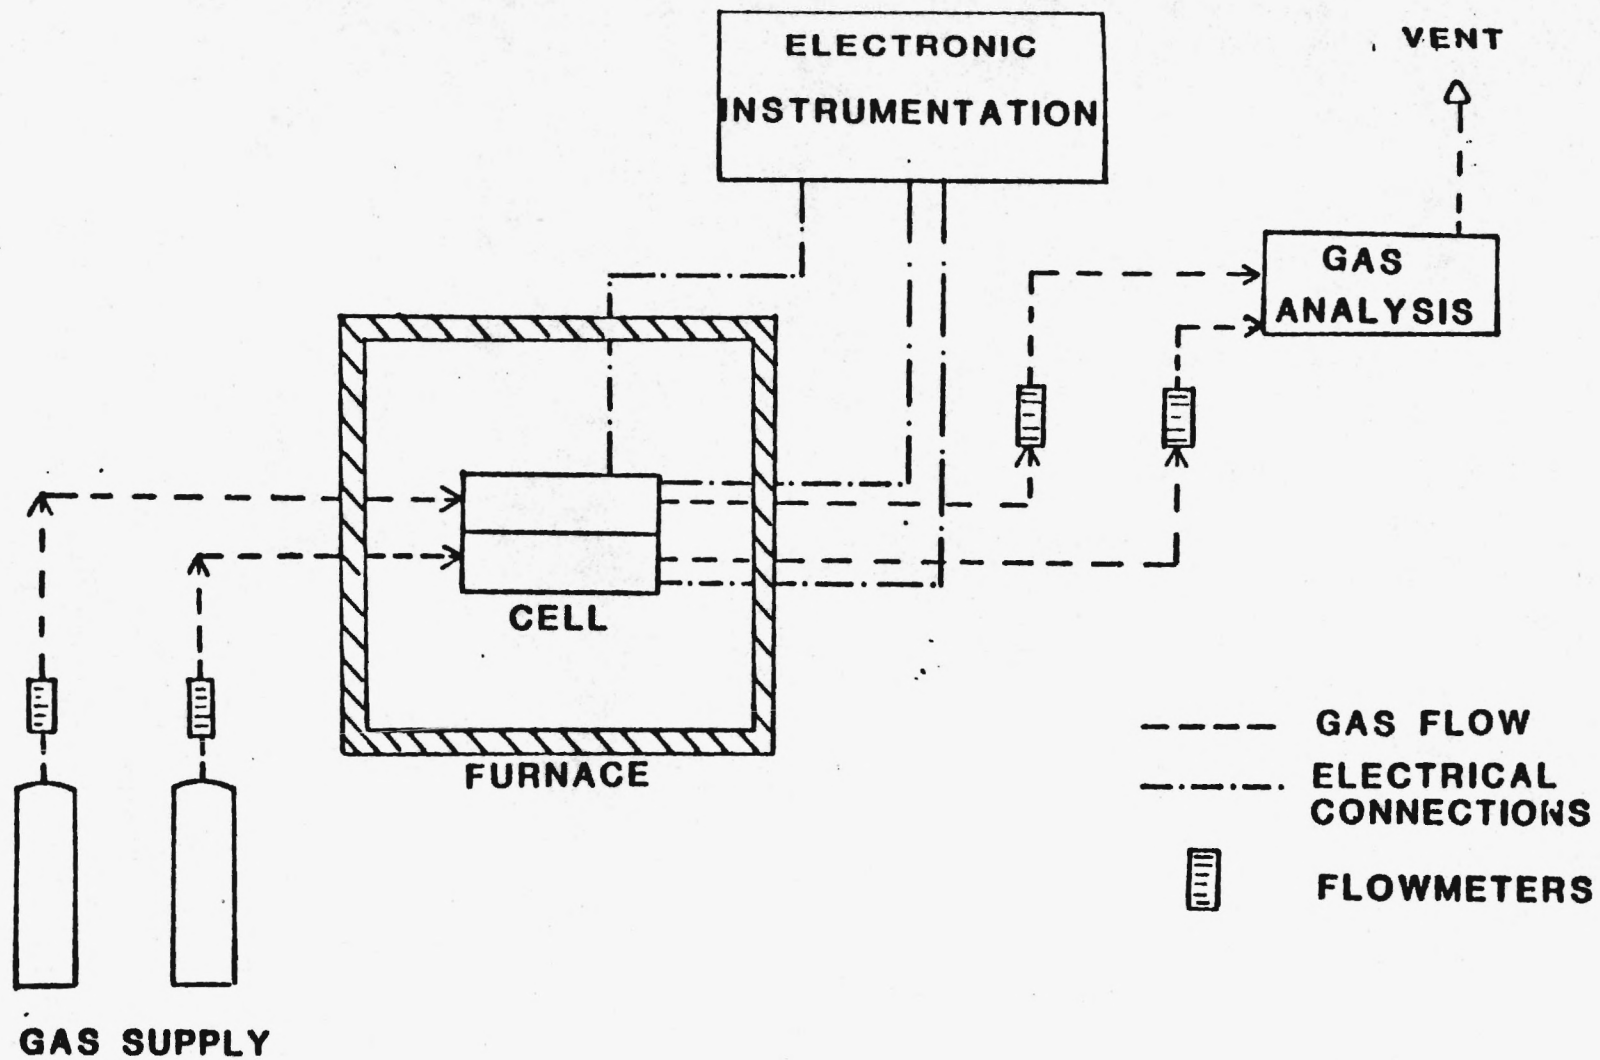 ELECTRONIC
INSTRUMENTATION
VENT
GAS
ANALYSIS
CELL
FURNACE
GAS FLOW
ELECTRICAL
CONNECTIONS
FLOWMETERS
GAS SUPPLY